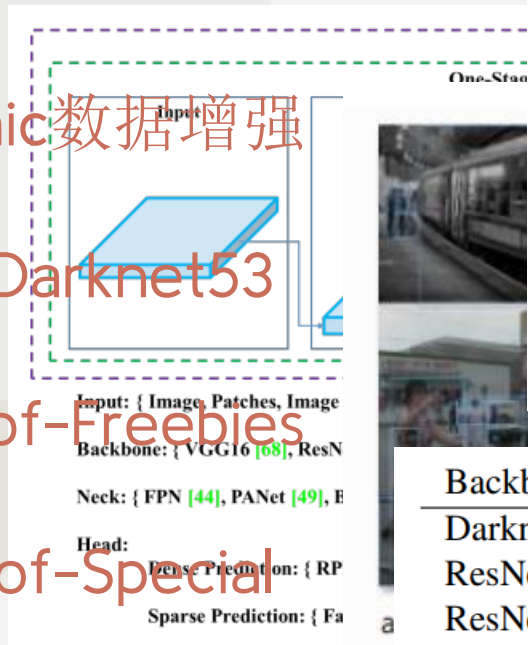 One-Stag
Input
ic数据增强
Darknet53
Input: { Image, Patches, Image
of-Freebies
Backbone: { VGG16 [68], ResN
Neck: { FPN [44], PANet [49], B
Head:
Dense Prediction: { RP
of-Special
Sparse Prediction: { Fa
Backb
Darkn
ResNe
ResNe
a